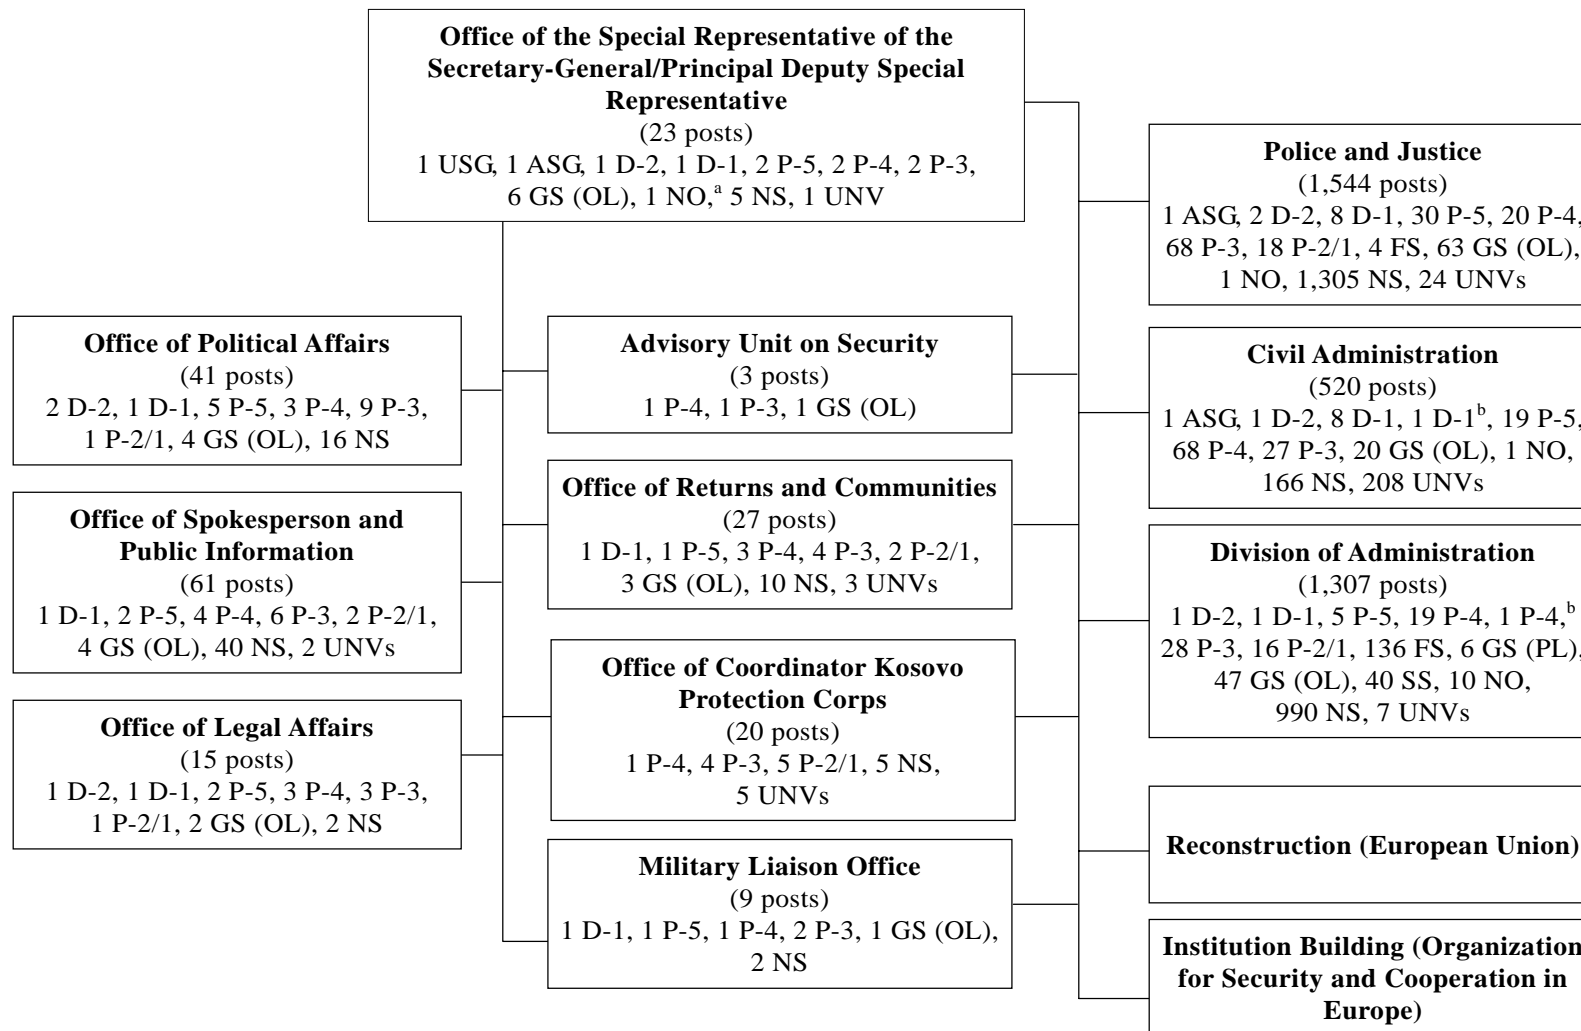 Office of the Special Representative of the
Secretary-General/Principal Deputy Special
Representative
(23 posts)
1 USG, 1 ASG, 1 D-2, 1 D-1, 2 P-5, 2 P-4, 2 P-3,
6 GS (OL), 1 NO,ᵃ 5 NS, 1 UNV
Office of Political Affairs
(41 posts)
2 D-2, 1 D-1, 5 P-5, 3 P-4, 9 P-3,
1 P-2/1, 4 GS (OL), 16 NS
Office of Spokesperson and
Public Information
(61 posts)
1 D-1, 2 P-5, 4 P-4, 6 P-3, 2 P-2/1,
4 GS (OL), 40 NS, 2 UNVs
Office of Legal Affairs
(15 posts)
1 D-2, 1 D-1, 2 P-5, 3 P-4, 3 P-3,
1 P-2/1, 2 GS (OL), 2 NS
Advisory Unit on Security
(3 posts)
1 P-4, 1 P-3, 1 GS (OL)
Office of Returns and Communities
(27 posts)
1 D-1, 1 P-5, 3 P-4, 4 P-3, 2 P-2/1,
3 GS (OL), 10 NS, 3 UNVs
Office of Coordinator Kosovo
Protection Corps
(20 posts)
1 P-4, 4 P-3, 5 P-2/1, 5 NS,
5 UNVs
Military Liaison Office
(9 posts)
1 D-1, 1 P-5, 1 P-4, 2 P-3, 1 GS (OL),
2 NS
Police and Justice
(1,544 posts)
1 ASG, 2 D-2, 8 D-1, 30 P-5, 20 P-4,
68 P-3, 18 P-2/1, 4 FS, 63 GS (OL),
1 NO, 1,305 NS, 24 UNVs
Civil Administration
(520 posts)
1 ASG, 1 D-2, 8 D-1, 1 D-1ᵇ, 19 P-5,
68 P-4, 27 P-3, 20 GS (OL), 1 NO,
166 NS, 208 UNVs
Division of Administration
(1,307 posts)
1 D-2, 1 D-1, 5 P-5, 19 P-4, 1 P-4,ᵇ
28 P-3, 16 P-2/1, 136 FS, 6 GS (PL),
47 GS (OL), 40 SS, 10 NO,
990 NS, 7 UNVs
Reconstruction (European Union)
Institution Building (Organization
for Security and Cooperation in
Europe)